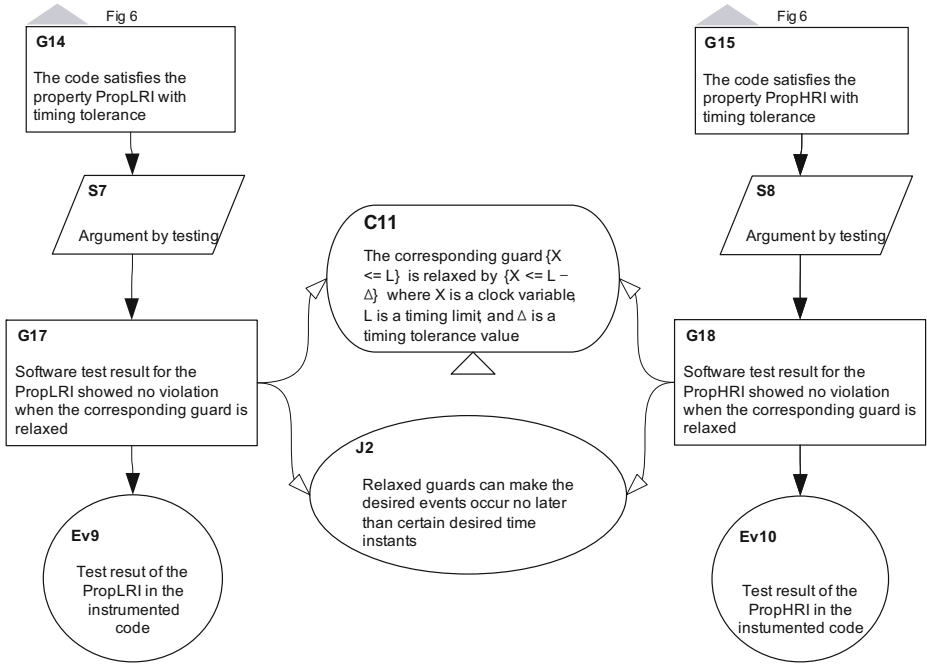 Fig 6
G14
The code satisfies the
property PropLRI with
timing tolerance
Fig 6
G15
The code satisfies the
property PropHRI with
timing tolerance
S7
Argument by testing
S8
Argument by testing
C11
The corresponding guard {X
<= L} is relaxed by {X <= L −
Δ} where X is a clock variable,
L is a timing limit, and Δ is a
timing tolerance value
G17
Software test result for the
PropLRI showed no violation
when the corresponding guard is
relaxed
G18
Software test result for the
PropHRI showed no violation
when the corresponding guard is
relaxed
J2
Relaxed guards can make the
desired events occur no later
than certain desired time
instants
Ev9
Test resut of the
PropLRI in the
instrumented
code
Ev10
Test result of the
PropHRI in the
instumented code